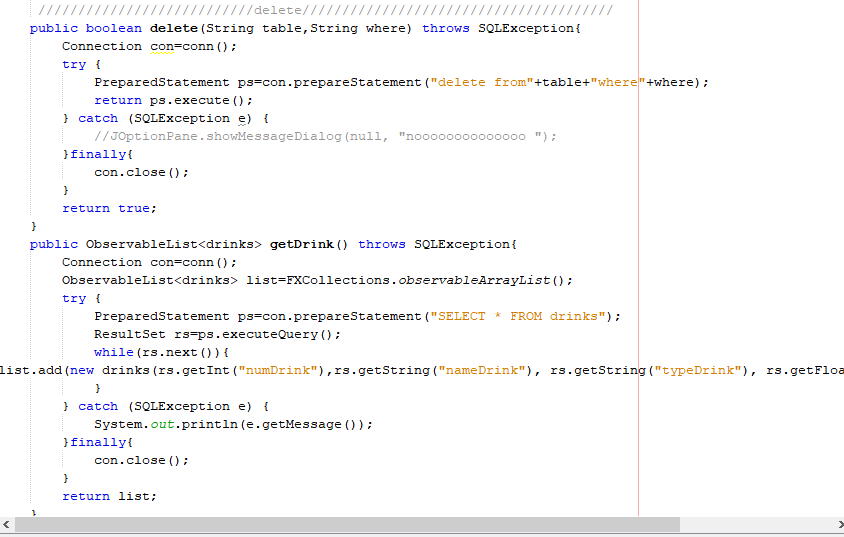 ///////////////////////////delete///////////////////////////////////////
public boolean delete(String table,String where) throws SQLException{
Connection con=conn();
try {
PreparedStatement ps=con.prepareStatement("delete from"+table+"where"+where);
return ps.execute();
} catch (SQLException e) {
//JOptionPane.showMessageDialog(null, "noooooooooooooo ");
}finally{
con.close();
}
return true;
}
public ObservableList<drinks> getDrink() throws SQLException{
Connection con=conn();
ObservableList<drinks> list=FXCollections.observableArrayList();
try {
PreparedStatement ps=con.prepareStatement("SELECT * FROM drinks");
ResultSet rs=ps.executeQuery();
while(rs.next()){
list.add(new drinks(rs.getInt("numDrink"),rs.getString("nameDrink"), rs.getString("typeDrink"), rs.getFloa
}
} catch (SQLException e) {
System.out.println(e.getMessage());
}finally{
con.close();
}
return list;
}